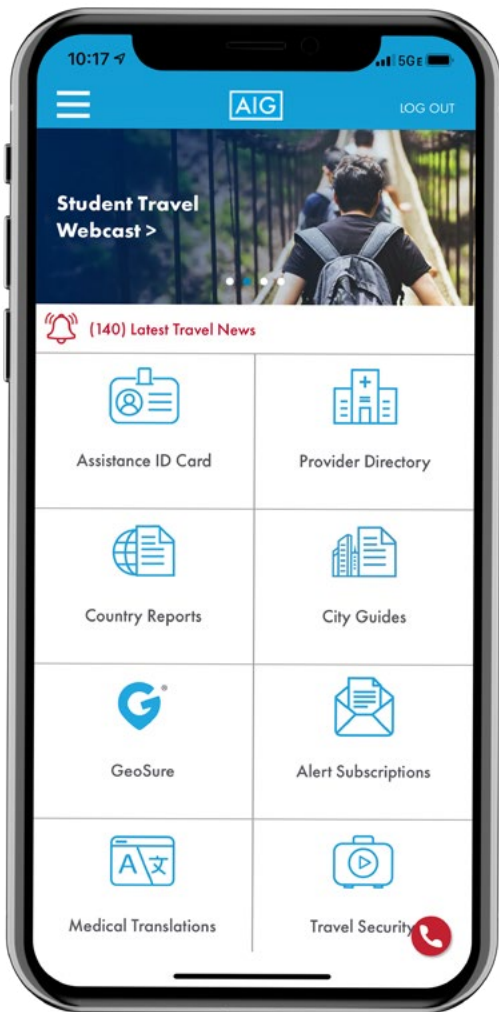 10:17
5GE
AIG
LOG OUT
Student Travel
Webcast >
(140) Latest Travel News
Assistance ID Card
Provider Directory
Country Reports
City Guides
G
GeoSure
Alert Subscriptions
A 文
Medical Translations
Travel Security